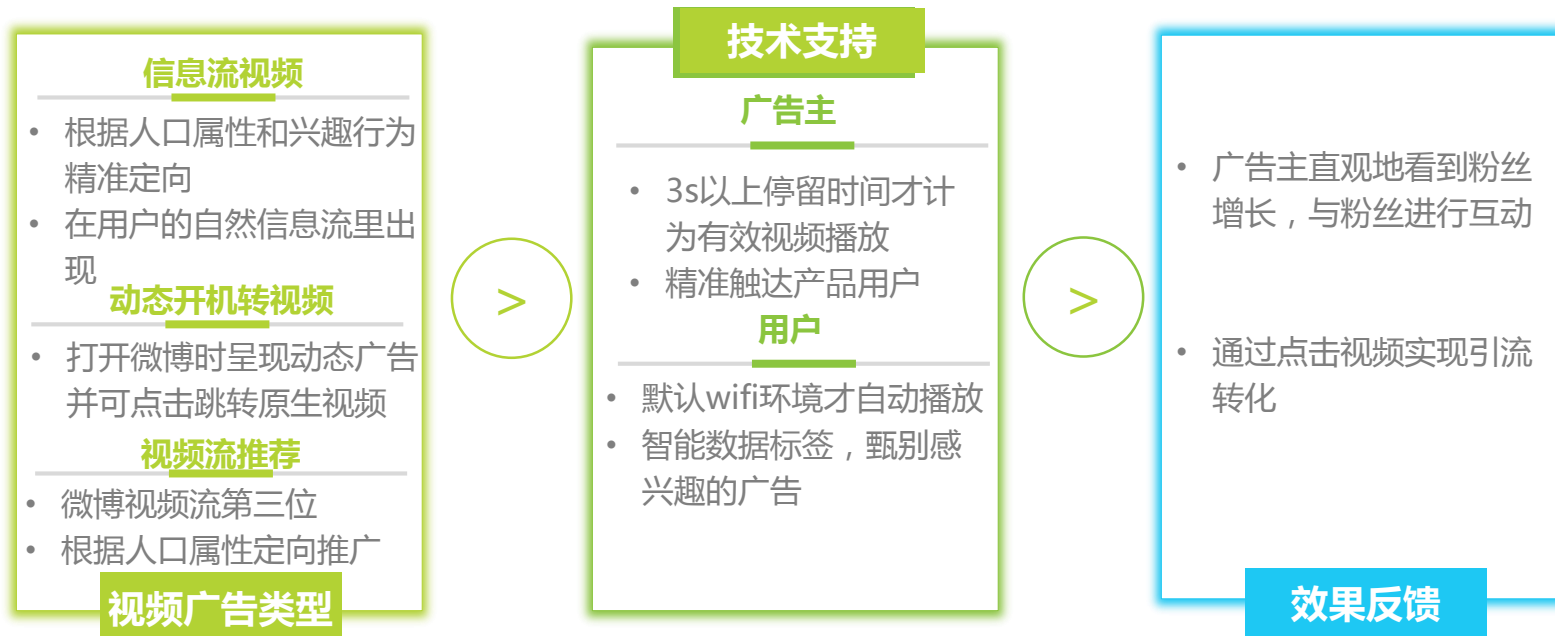 信息流视频
• 根据人口属性和兴趣行为
精准定向
• 在用户的自然信息流里出
现
动态开机转视频
• 打开微博时呈现动态广告
并可点击跳转原生视频
视频流推荐
• 微博视频流第三位
• 根据人口属性定向推广
视频广告类型
>
技术支持
广告主
• 3s以上停留时间才计
为有效视频播放
• 精准触达产品用户
用户
• 默认wifi环境才自动播放
• 智能数据标签，甄别感
兴趣的广告
>
• 广告主直观地看到粉丝
增长，与粉丝进行互动
• 通过点击视频实现引流
转化
效果反馈